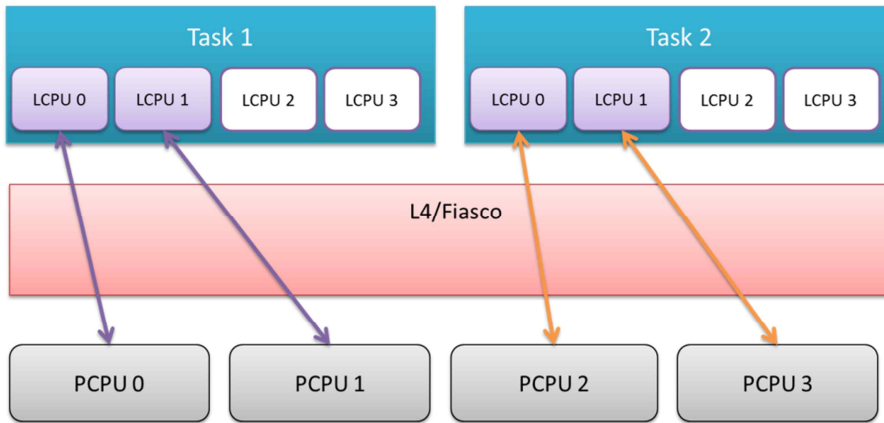 Task 1
Task 2
LCPU 0
LCPU 1
LCPU 2
LCPU 3
LCPU 0
LCPU 1
LCPU 2
LCPU 3
L4/Fiasco
PCPU 0
PCPU 1
PCPU 2
PCPU 3